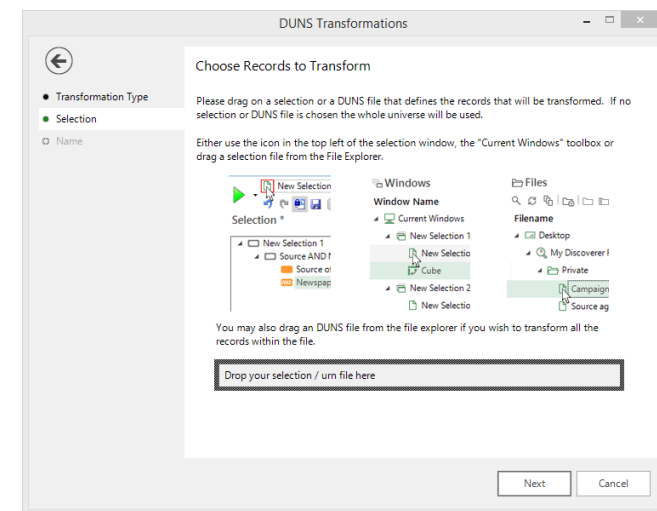 DUNS Transformations
Choose Records to Transform
Transformation Type
Selection
Name
Please drag on a selection or a DUNS file that defines the records that will be transformed. If no
selection or DUNS file is chosen the whole universe will be used.
Either use the icon in the top left of the selection window, the "Current Windows" toolbox or
drag a selection file from the File Explorer.
New Selection
Selection *
New Selection 1
Source AND
Source of
AND Newspap
Windows
Window Name
Current Windows
New Selection 1
New Selectio
Cube
New Selection 2
New Selectio
Files
Filename
Desktop
My Discoverer
Private
Campaign
Source ag
You may also drag an DUNS file from the file explorer if you wish to transform all the
records within the file.
Drop your selection / urn file here
Next
Cancel